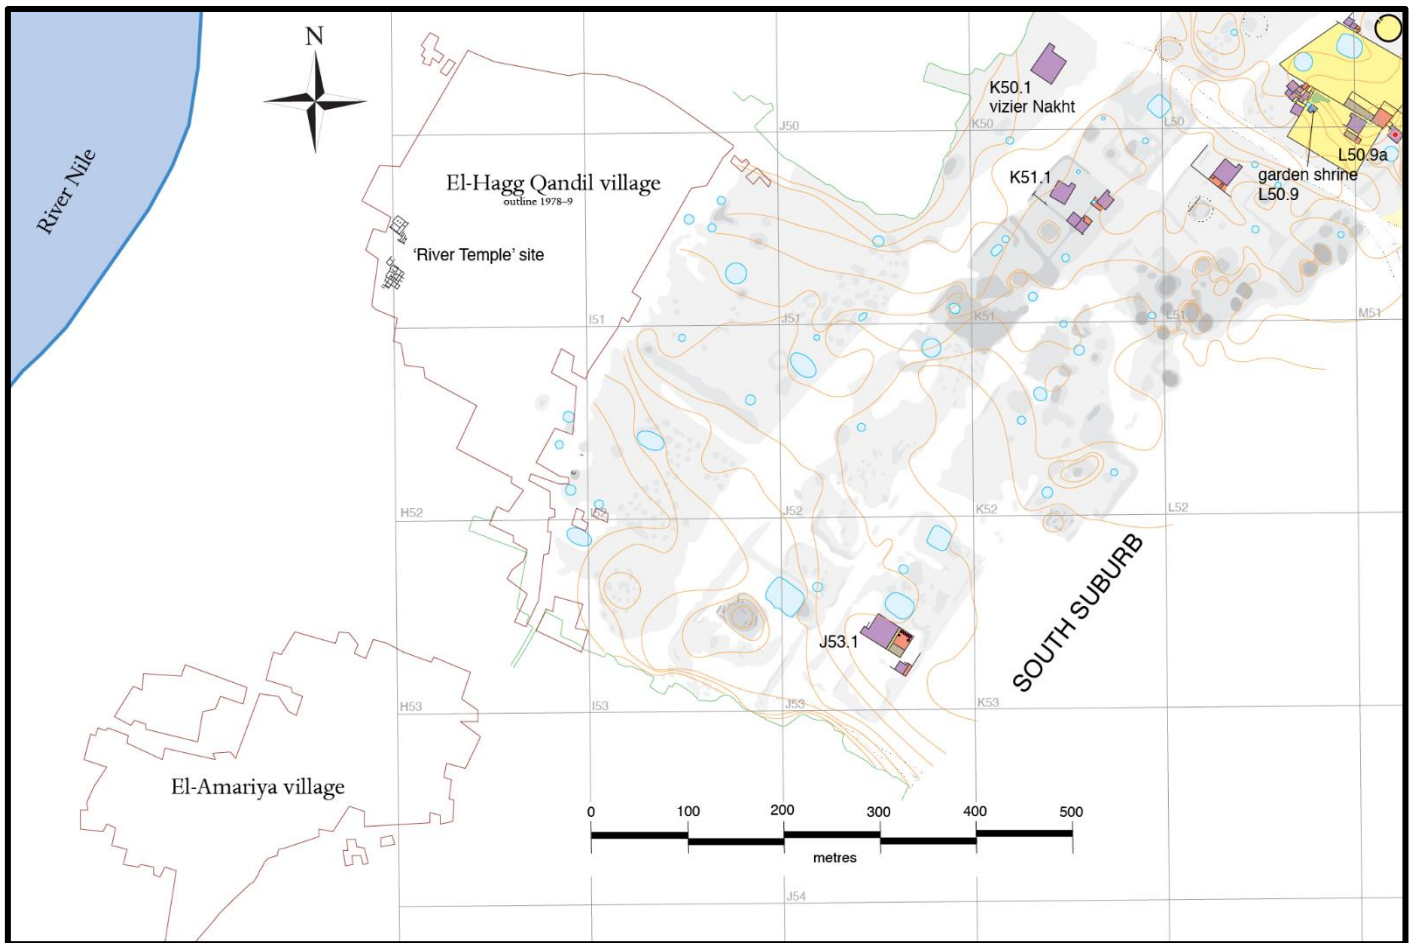 N
River Nile
El-Hagg Qandil village
outline 1978–9
'River Temple' site
K50.1
vizier Nakht
J50
K50
L50
L50.9a
garden shrine
L50.9
K51.1
I51
J51
K51
L51
M51
H52
J52
K52
L52
J53.1
SOUTH SUBURB
H53
I53
J53
K53
El-Amariya village
0 100 200 300 400 500
metres
J54